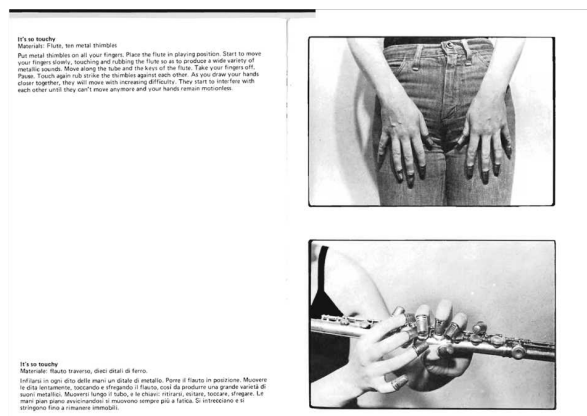 It's so touchy
Materials: Flute, ten metal thimbles
Put metal thimbles on all your fingers. Place the flute in playing position. Start to move
your fingers slowly, touching and rubbing the flute so as to produce a wide variety of
metallic sounds. Move along the tube and the keys of the flute. Take your fingers off.
Pause. Touch again rub strike the thimbles against each other. As you draw your hands
closer together, they will move with increasing difficulty. They start to interfere with
each other until they can't move anymore and your hands remain motionless.
It's so touchy
Materiale: flauto traverso, dieci ditali di ferro.
Infilarsi in ogni dito delle mani un ditale di metallo. Porre il flauto in posizione. Muovere
le dita lentamente, toccando e sfregando il flauto, così da produrre una grande varietà di
suoni metallici. Muoversi lungo il tubo, e le chiavi: ritirarsi, esitare, toccare, sfregare. Le
mani pian piano avvicinandosi si muovono sempre più a fatica. Si intrecciano e si
stringono fino a rimanere immobili.